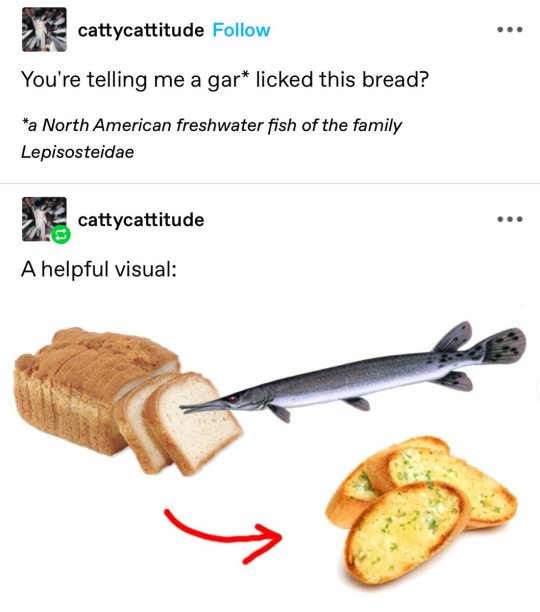 cattycattitude Follow
You're telling me a gar* licked this bread?
*a North American freshwater fish of the family
Lepisosteidae
cattycattitude
A helpful visual: